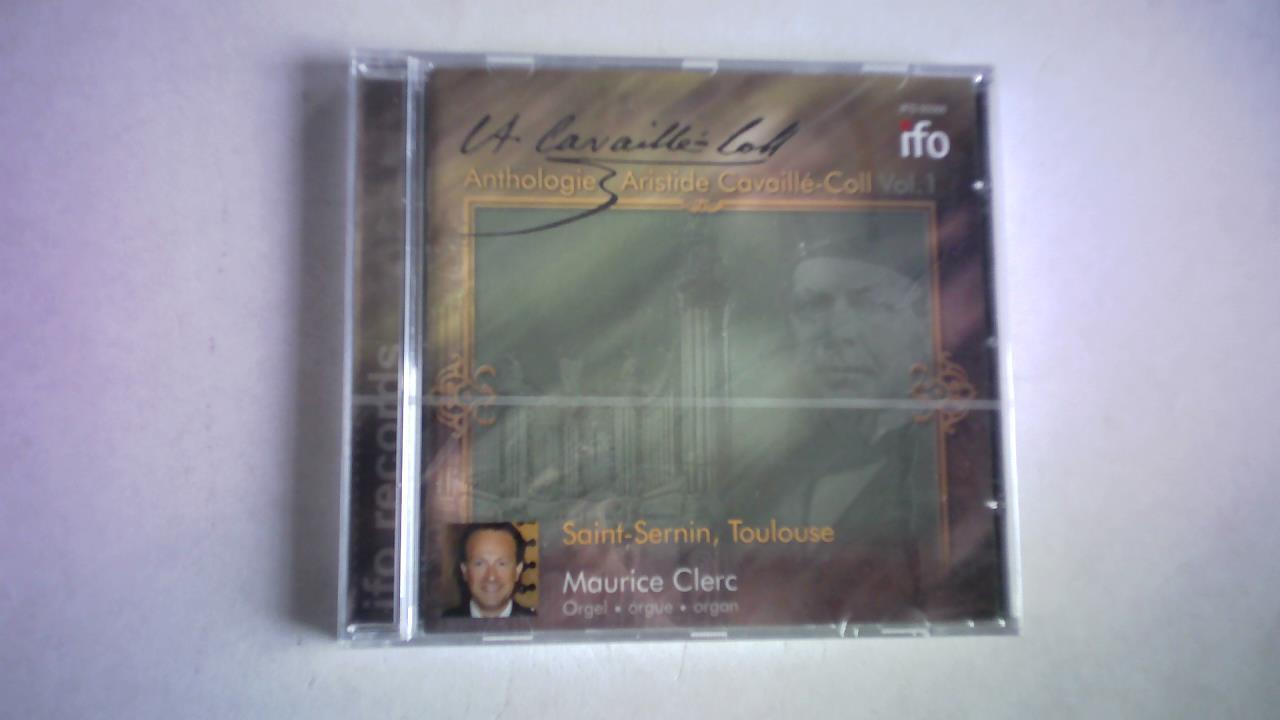 A. Cavaillé-Coll
ifo
Anthologie Aristide Cavaillé-Coll Vol.1
ifo records
Saint-Sernin, Toulouse
Maurice Clerc
Orgel • orgue • organ